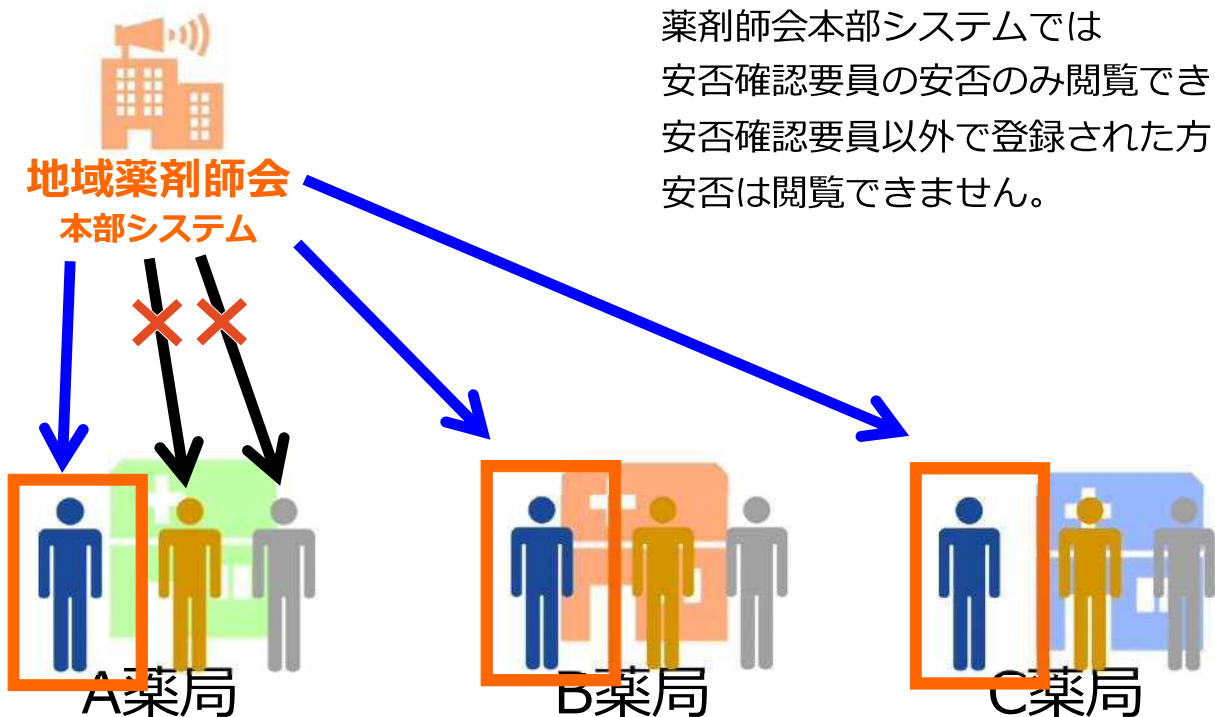 薬剤師会本部システムでは
安否確認要員の安否のみ閲覧でき
安否確認要員以外で登録された方
安否は閲覧できません。
地域薬剤師会
本部システム
A薬局
B薬局
C薬局